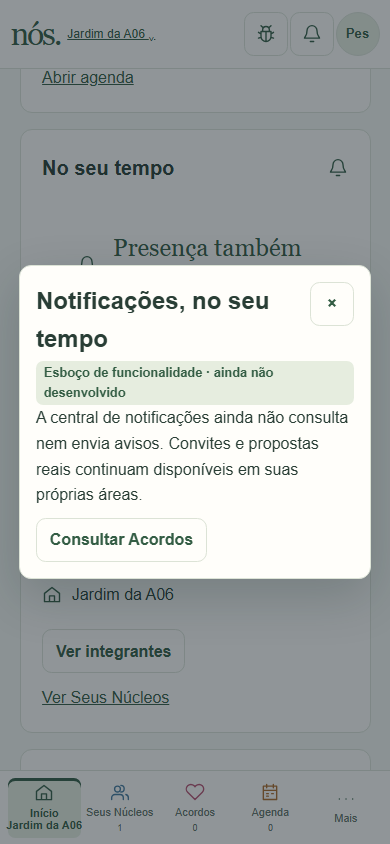 nós. Jardim da A06
Pes
Abrir agenda
No seu tempo
Presença também
Notificações, no seu
tempo
×
Esboço de funcionalidade · ainda não
desenvolvido
A central de notificações ainda não consulta
nem envia avisos. Convites e propostas
reais continuam disponíveis em suas
próprias áreas.
Consultar Acordos
Jardim da A06
Ver integrantes
Ver Seus Núcleos
Início
Jardim da A06
Seus Núcleos
1
Acordos
0
Agenda
0
...
Mais